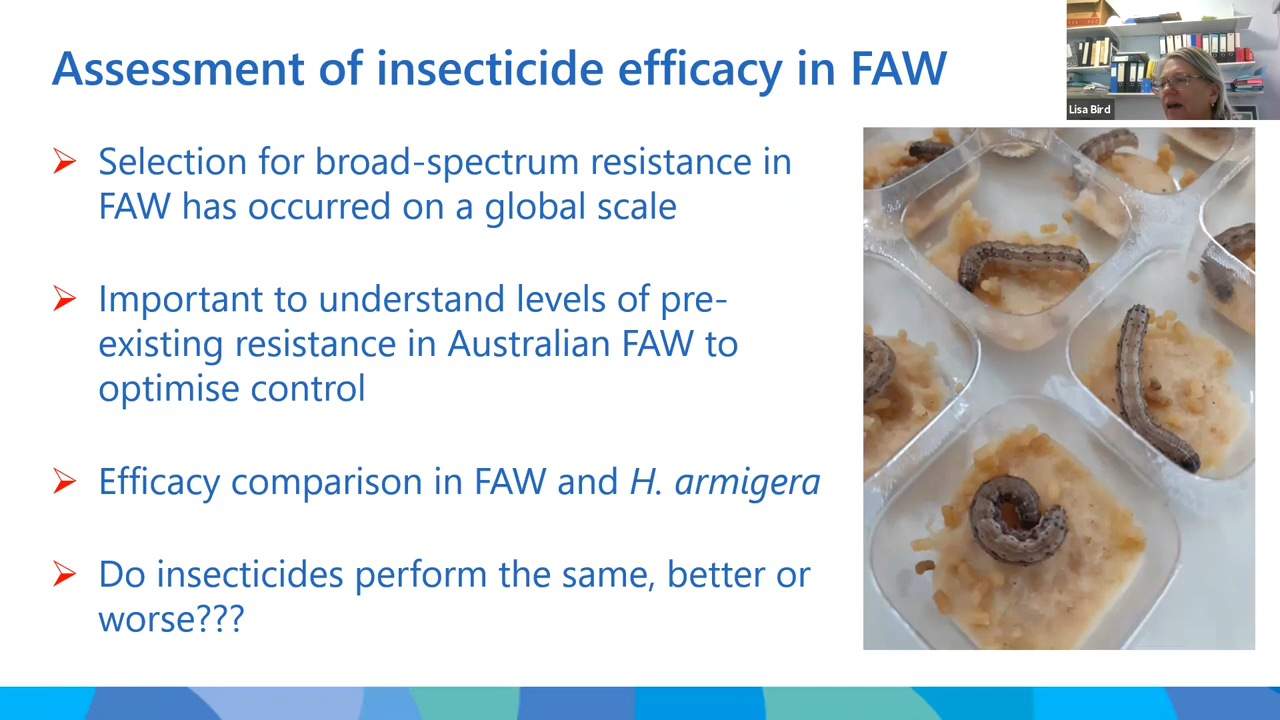 Assessment of insecticide efficacy in FAW
Lisa Bird
➢ Selection for broad-spectrum resistance in
FAW has occurred on a global scale
➢ Important to understand levels of pre-
existing resistance in Australian FAW to
optimise control
➢ Efficacy comparison in FAW and H. armigera
➢ Do insecticides perform the same, better or
worse???